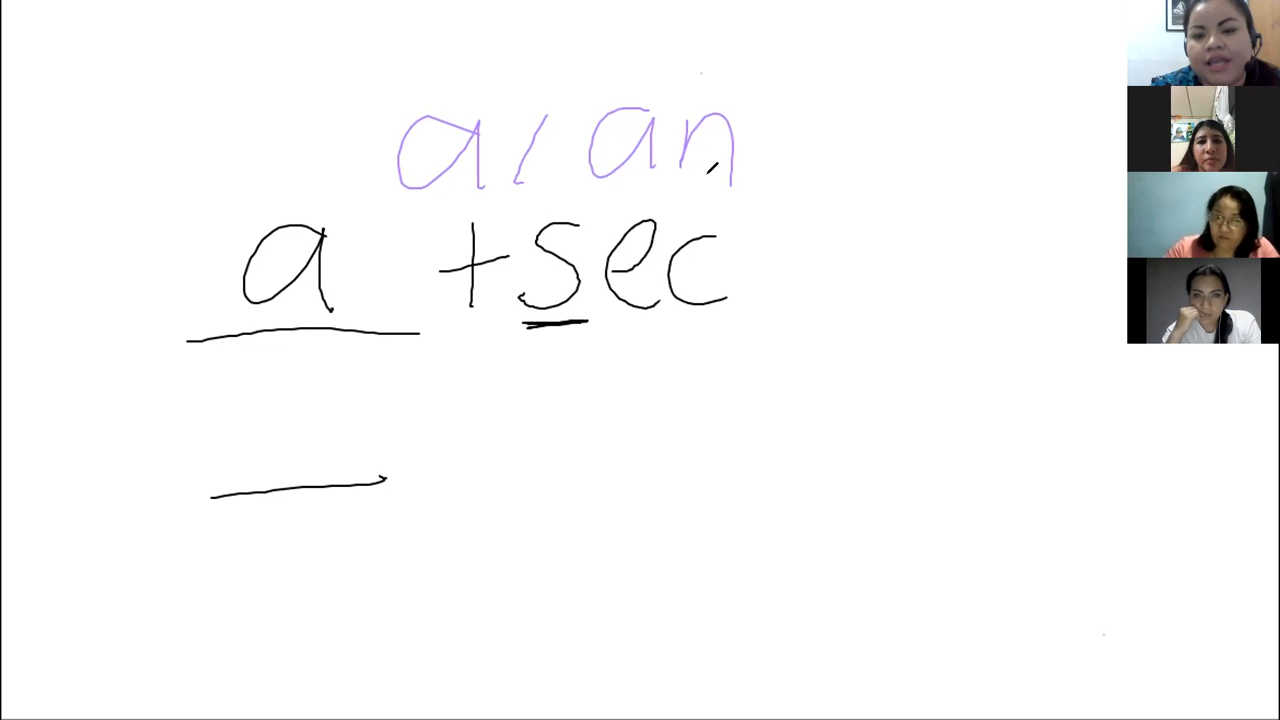 a / an
a + sec